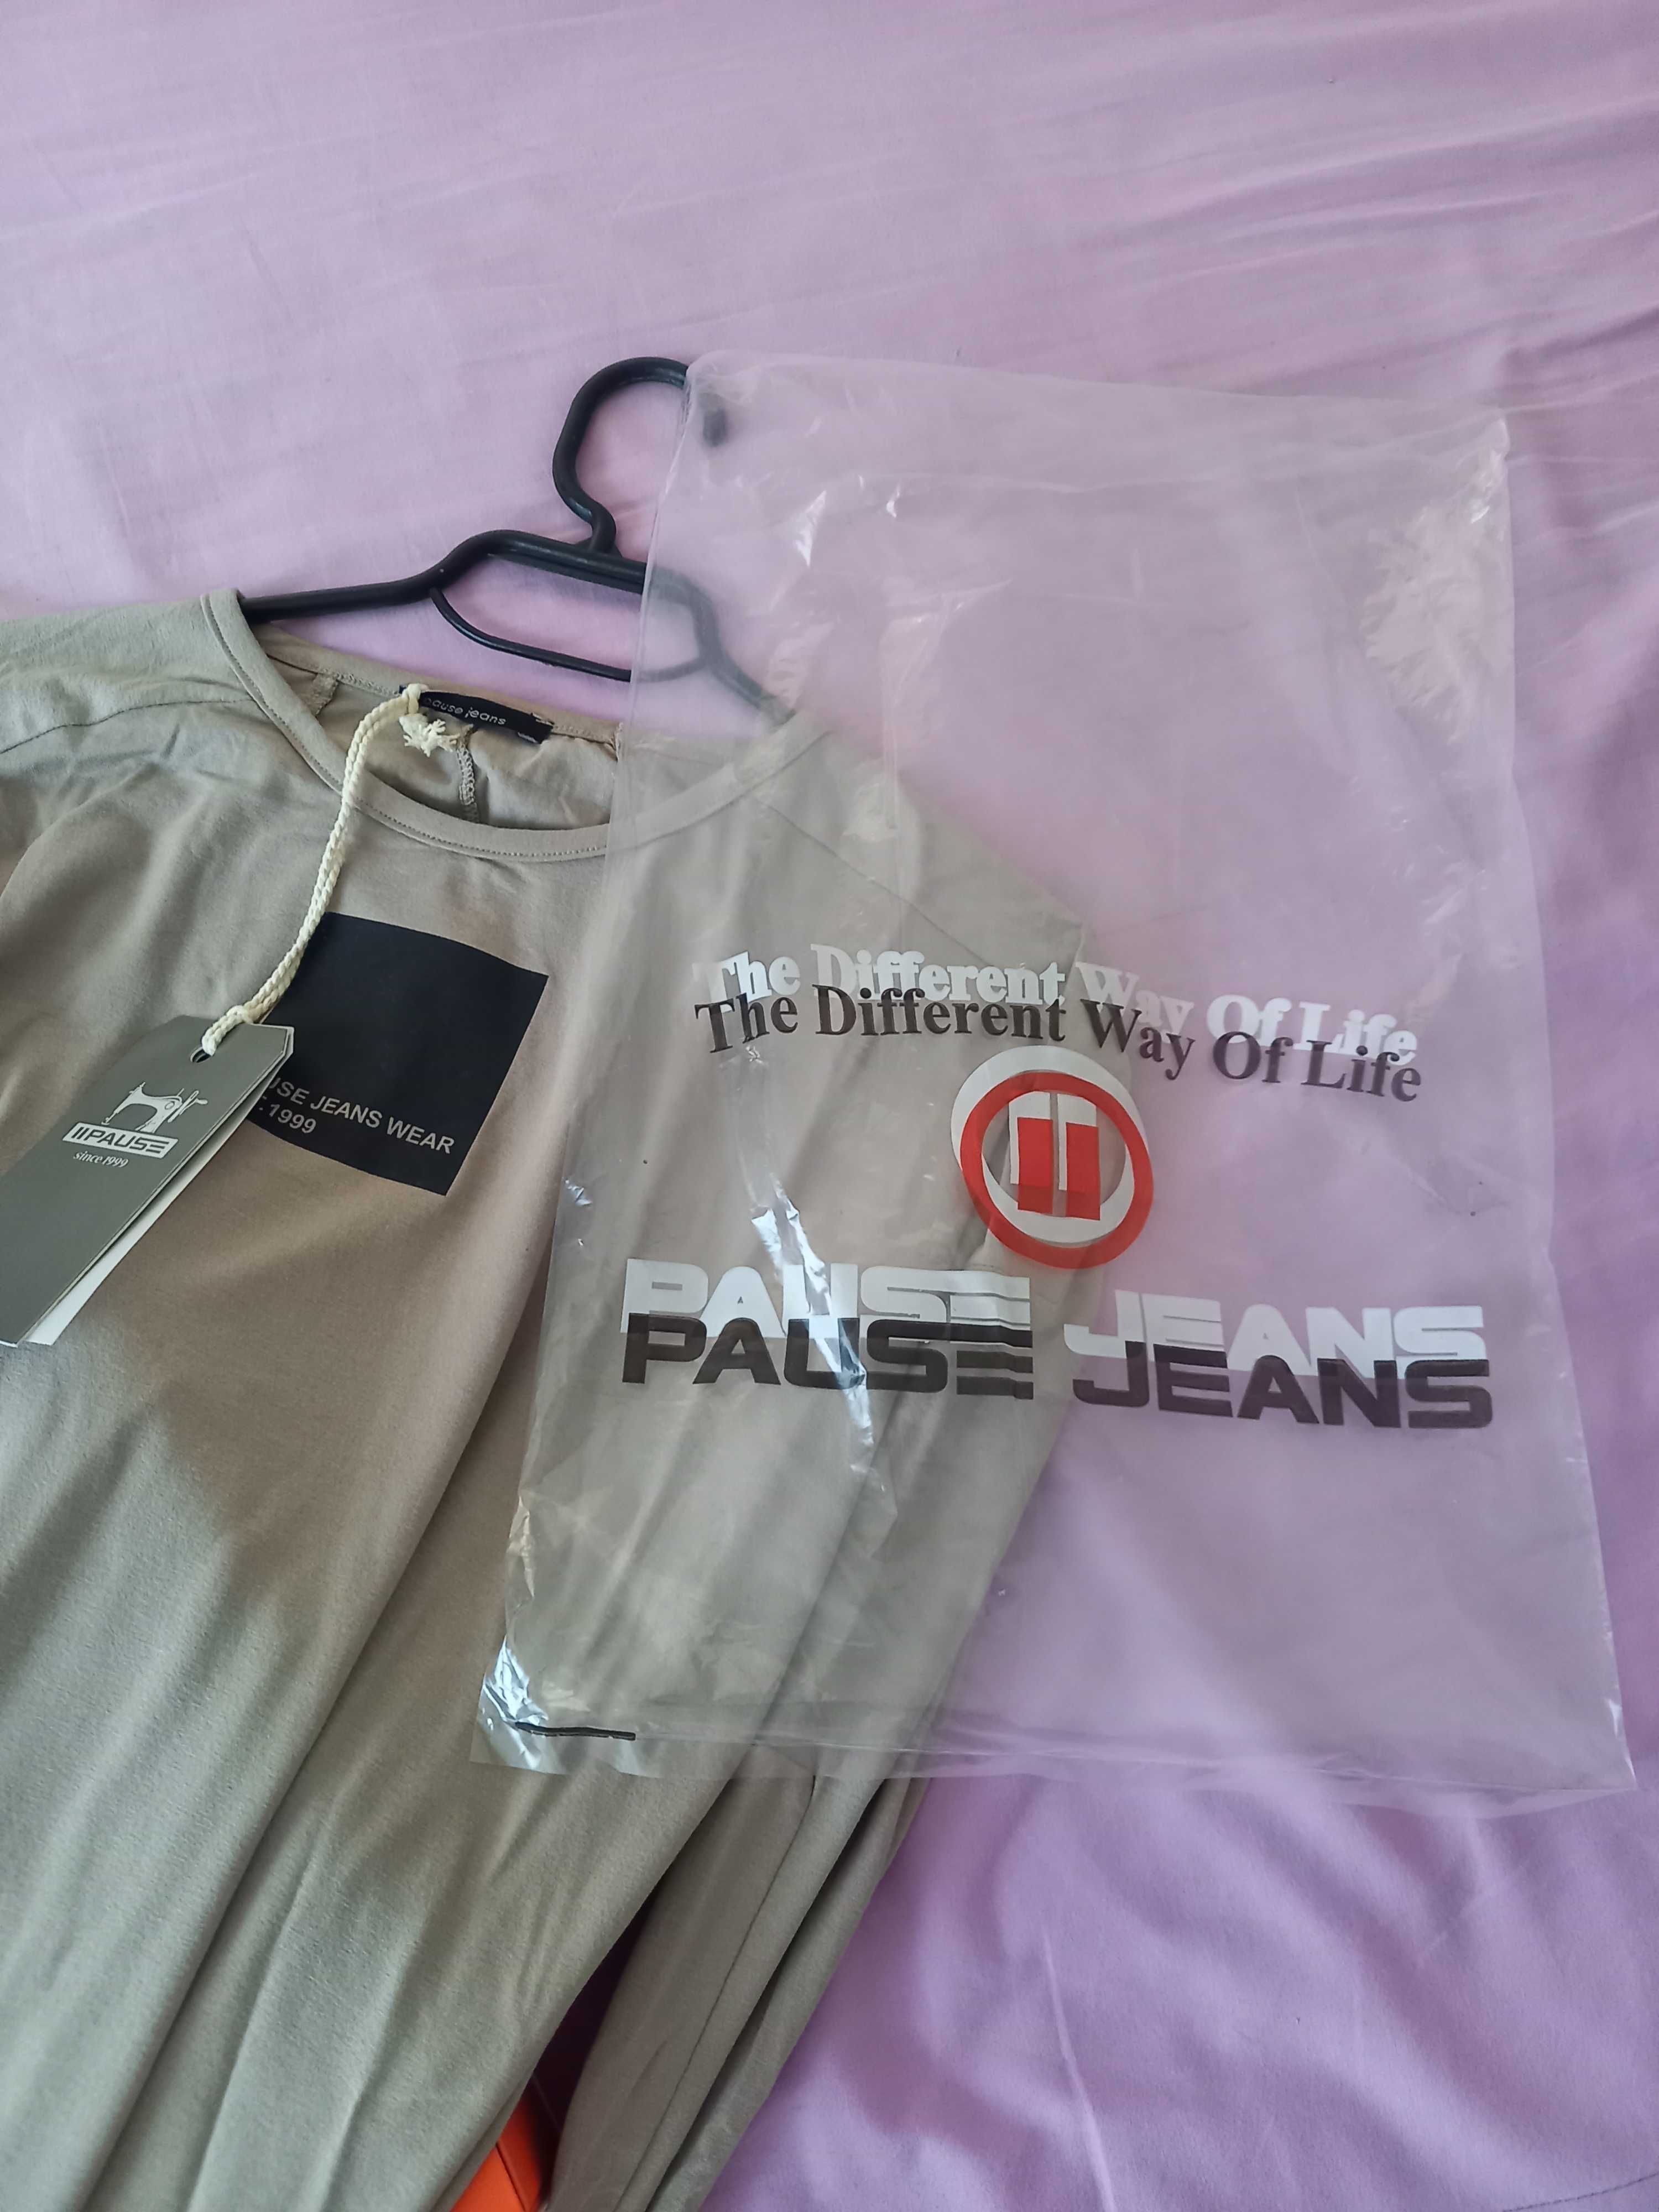 pause jeans
JEANS WEAR
1999
PAUSE
since 1999
The Different Way Of Life
The Different Way Of Life
PAUSE JEANS
PAUSE JEANS